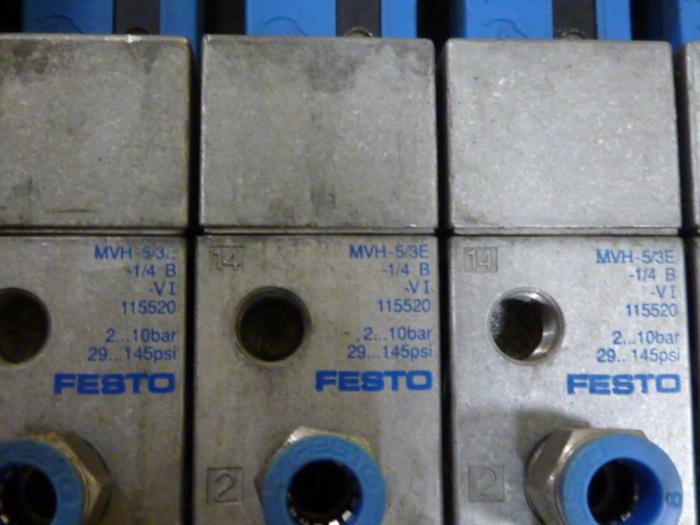 MVH-5/3
-1/4 B
-VI
115520
2...10bar
29...145psi
FESTO
14
MVH-5/3E
-1/4 B
-VI
115520
2...10bar
29...145psi
FESTO
2
14
MVH-5/3E
-1/4 B
-VI
115520
2...10bar
29...145psi
FESTO
2